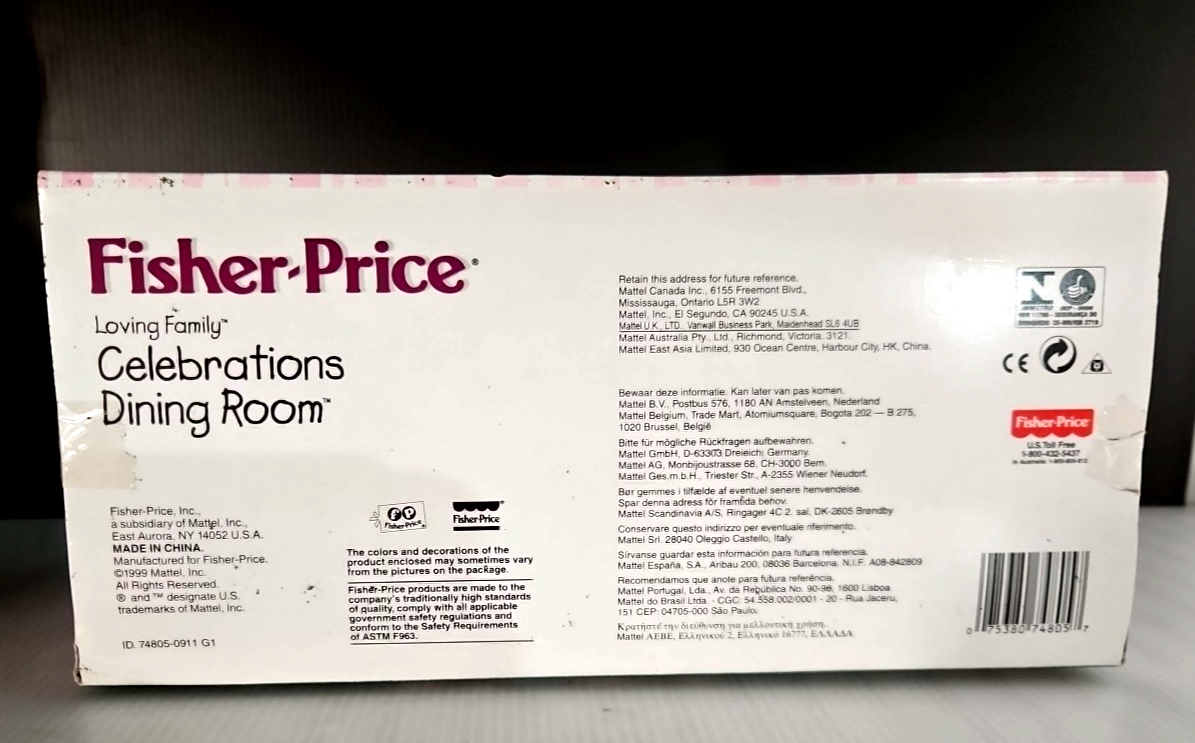 Fisher-Price®
Loving Family™
Celebrations
Dining Room™
Fisher-Price, Inc.,
a subsidiary of Mattel, Inc.,
East Aurora, NY 14052 U.S.A.
MADE IN CHINA.
Manufactured for Fisher-Price.
©1999 Mattel, Inc.
All Rights Reserved.
® and ™ designate U.S.
trademarks of Mattel, Inc.
ID. 74805-0911 G1
FP
Fisher-Price®
Fisher-Price®
The colors and decorations of the
product enclosed may sometimes vary
from the pictures on the package.
Fisher-Price products are made to the
company's traditionally high standards
of quality, comply with all applicable
government safety regulations and
conform to the Safety Requirements
of ASTM F963.
Retain this address for future reference.
Mattel Canada Inc., 6155 Freemont Blvd.,
Mississauga, Ontario L5R 3W2
Mattel, Inc., El Segundo, CA 90245 U.S.A.
Mattel U.K., LTD., Vanwall Business Park, Maidenhead SL6 4UB
Mattel Australia Pty., Ltd., Richmond, Victoria. 3121.
Mattel East Asia Limited, 930 Ocean Centre, Harbour City, HK, China.
Bewaar deze informatie. Kan later van pas komen.
Mattel B.V., Postbus 576, 1180 AN Amstelveen, Nederland
Mattel Belgium, Trade Mart, Atomiumsquare, Bogota 202 — B 275,
1020 Brussel, België
Bitte für mögliche Rückfragen aufbewahren.
Mattel GmbH, D-63303 Dreieich, Germany.
Mattel AG, Monbijoustrasse 68, CH-3000 Bern.
Mattel Ges.m.b.H., Triester Str., A-2355 Wiener Neudorf.
Bør gemmes i tilfælde af eventuel senere henvendelse.
Spar denna adress för framtida behov.
Mattel Scandinavia A/S, Ringager 4C 2. sal, DK-2605 Brøndby
Conservare questo indirizzo per eventuale riferimento.
Mattel Srl. 28040 Oleggio Castello, Italy
Sírvanse guardar esta información para futura referencia.
Mattel España, S.A., Aribau 200, 08036 Barcelona. N.I.F. A08-842809
Recomendamos que anote para futura referência.
Mattel Portugal, Lda., Av. da República No. 90-96, 1600 Lisboa
Mattel do Brasil Ltda. - CGC: 54.558.002/0001 - 20 - Rua Jaceru,
151 CEP: 04705-000 São Paulo.
Κρατήστέ την διεύθυνση για μελλοντική χρήση.
Mattel AEBE, Ελληνικού 2, Ελληνικό 16777, ΕΛΛΑΔΑ
N
CE
Fisher-Price
U.S. Toll Free
1-800-432-5437
0 75380 74805 7